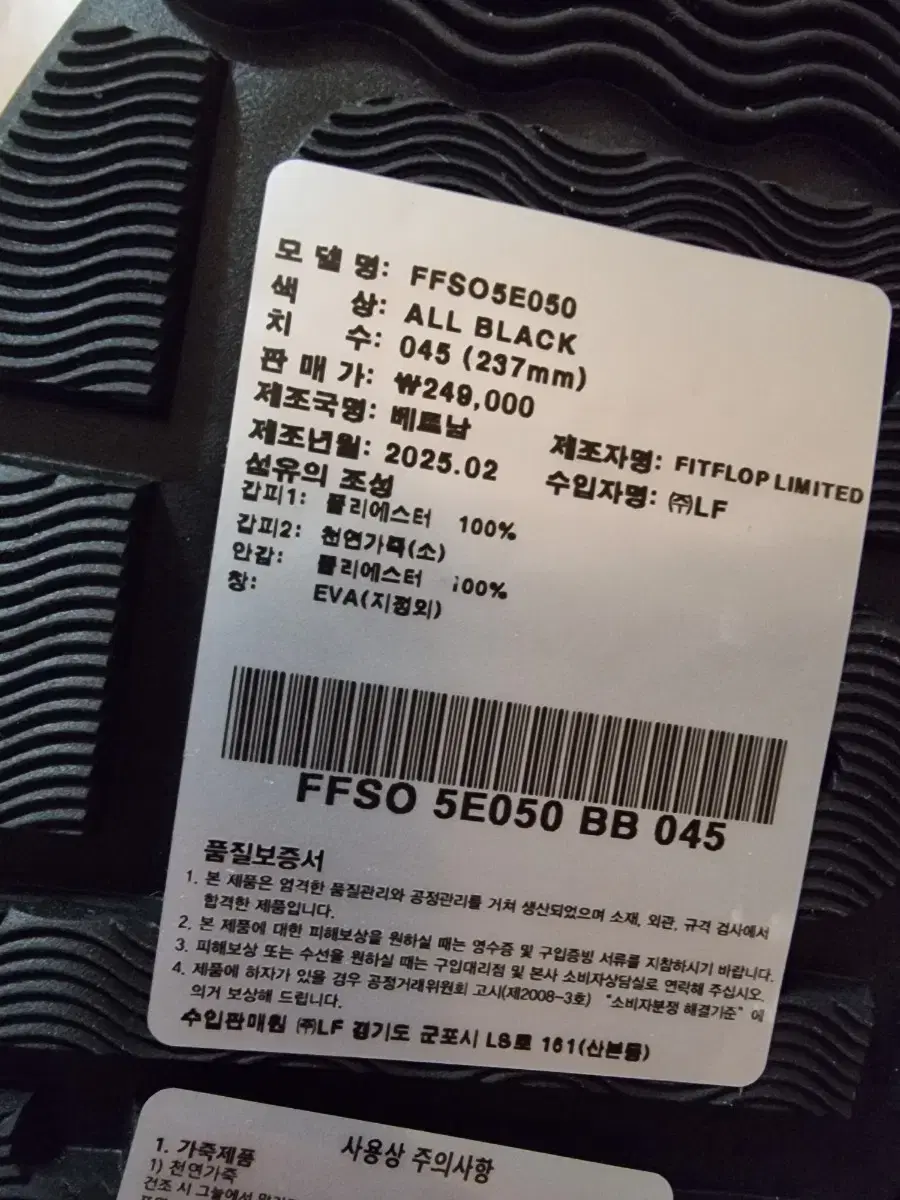 모 델 명: FFSO5E050
색 상: ALL BLACK
치 수: 045 (237mm)
판 매 가: ₩249,000
제조국명: 베트남
제조자명: FITFLOP LIMITED
제조년월: 2025.02
수입자명: ㈜LF
섬유의 조성
갑피1: 폴리에스터 100%
갑피2: 천연가죽(소)
안감: 폴리에스터 100%
창: EVA(지정외)
FFSO 5E050 BB 045
품질보증서
1. 본 제품은 엄격한 품질관리와 공정관리를 거쳐 생산되었으며 소재, 외관, 규격 검사에서
합격한 제품입니다.
2. 본 제품에 대한 피해보상을 원하실 때는 영수증 및 구입증빙 서류를 지참하시기 바랍니다.
3. 피해보상 또는 수선을 원하실 때는 구입대리점 및 본사 소비자상담실로 연락해 주십시오.
4. 제품에 하자가 있을 경우 공정거래위원회 고시(제2008-3호) "소비자분쟁 해결기준" 에
의거 보상해 드립니다.
수입판매원 ㈜LF 경기도 군포시 LS로 161(산본동)
사용상 주의사항
1. 가죽제품
1) 천연가죽
건조 시 그늘에서